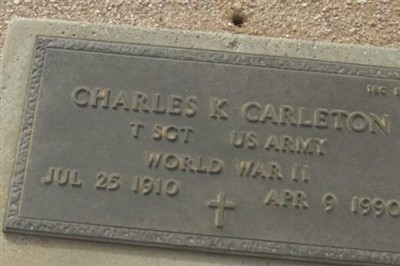 CHARLES K CARLETON
T SGT US ARMY
WORLD WAR II
JUL 25 1910 APR 9 1990